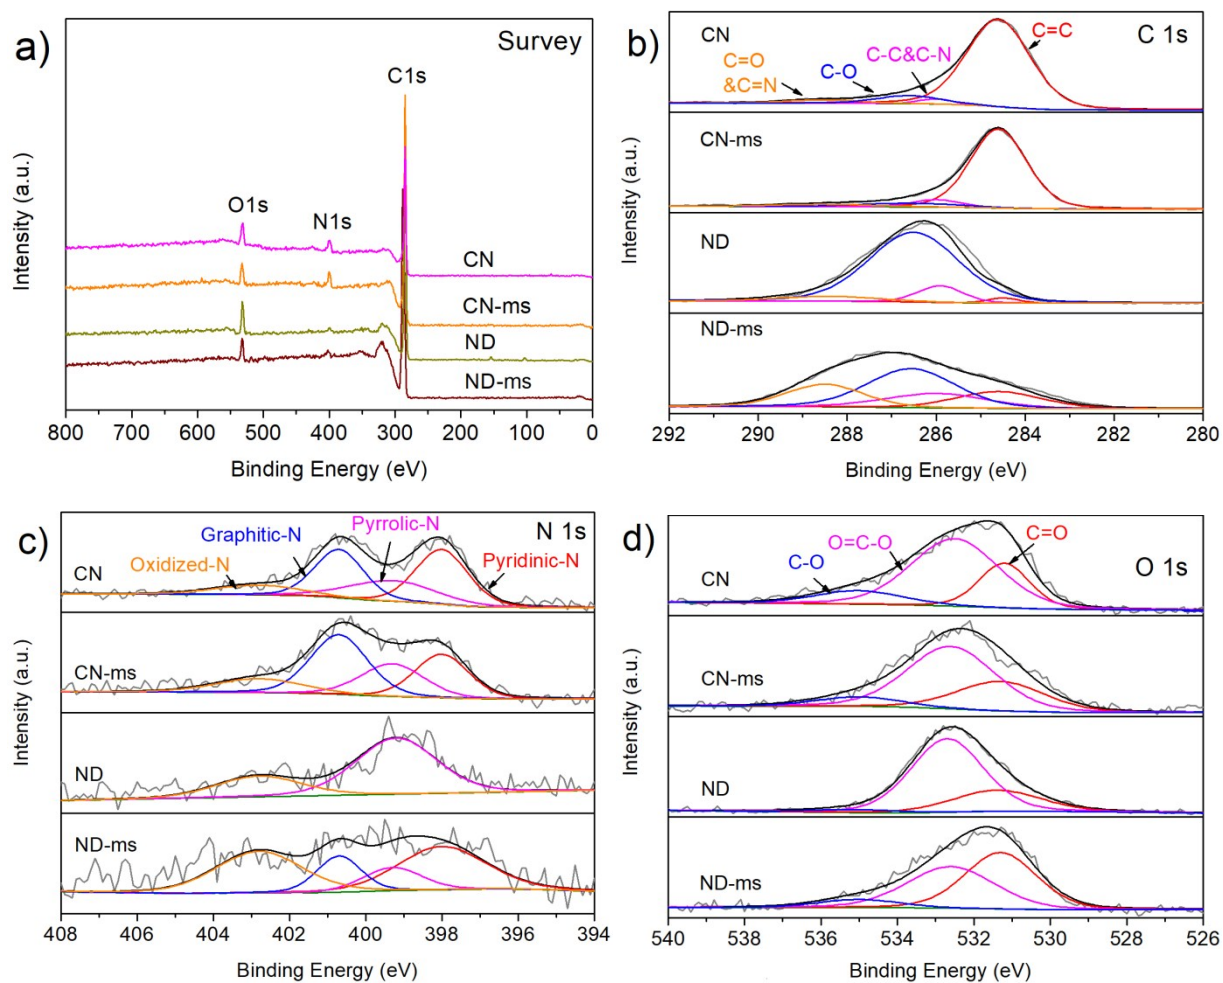 a)
Survey
C1s
O1s
N1s
CN
CN-ms
ND
ND-ms
Intensity (a.u.)
800 700 600 500 400 300 200 100 0
Binding Energy (eV)
b)
C 1s
CN
C=O
&C=N
C-O
C-C&C-N
C=C
CN-ms
ND
ND-ms
Intensity (a.u.)
292 290 288 286 284 282 280
Binding Energy (eV)
c)
N 1s
CN
Oxidized-N
Graphitic-N
Pyrrolic-N
Pyridinic-N
CN-ms
ND
ND-ms
Intensity (a.u.)
408 406 404 402 400 398 396 394
Binding Energy (eV)
d)
O 1s
CN
C-O
O=C-O
C=O
CN-ms
ND
ND-ms
Intensity (a.u.)
540 538 536 534 532 530 528 526
Binding Energy (eV)